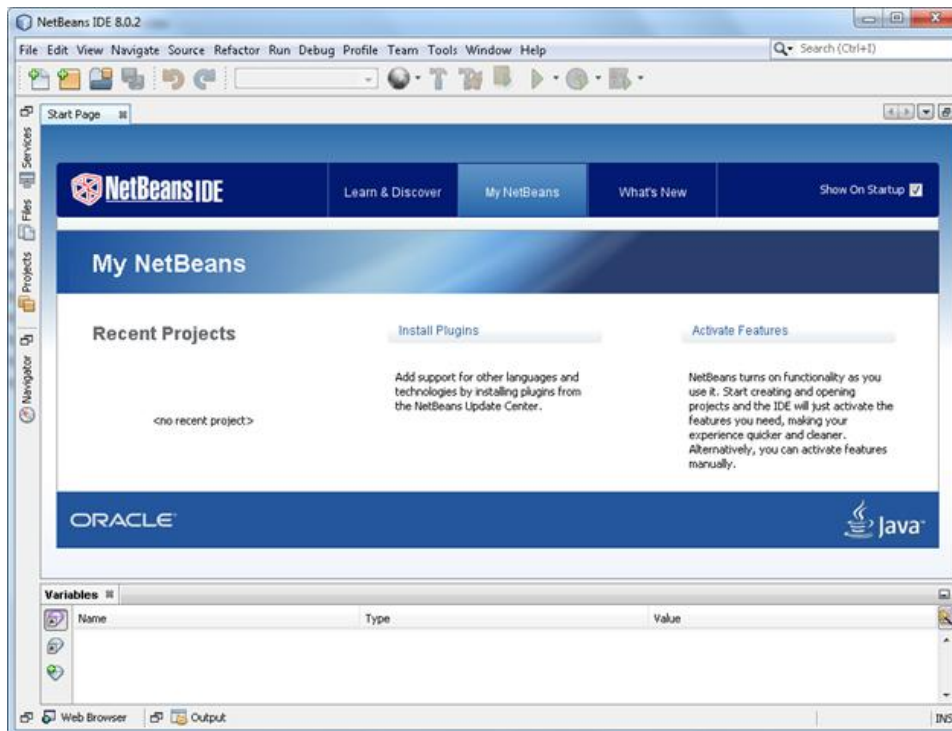 NetBeans IDE 8.0.2
File Edit View Navigate Source Refactor Run Debug Profile Team Tools Window Help
Search (Ctrl+I)
Start Page
Services
Files
Projects
Navigator
NetBeans IDE
Learn & Discover
My NetBeans
What's New
Show On Startup
My NetBeans
Recent Projects
<no recent project>
Install Plugins
Add support for other languages and
technologies by installing plugins from
the NetBeans Update Center.
Activate Features
NetBeans turns on functionality as you
use it. Start creating and opening
projects and the IDE will just activate the
features you need, making your
experience quicker and cleaner.
Alternatively, you can activate features
manually.
ORACLE
Java
Variables
Name Type Value
Web Browser Output
INS